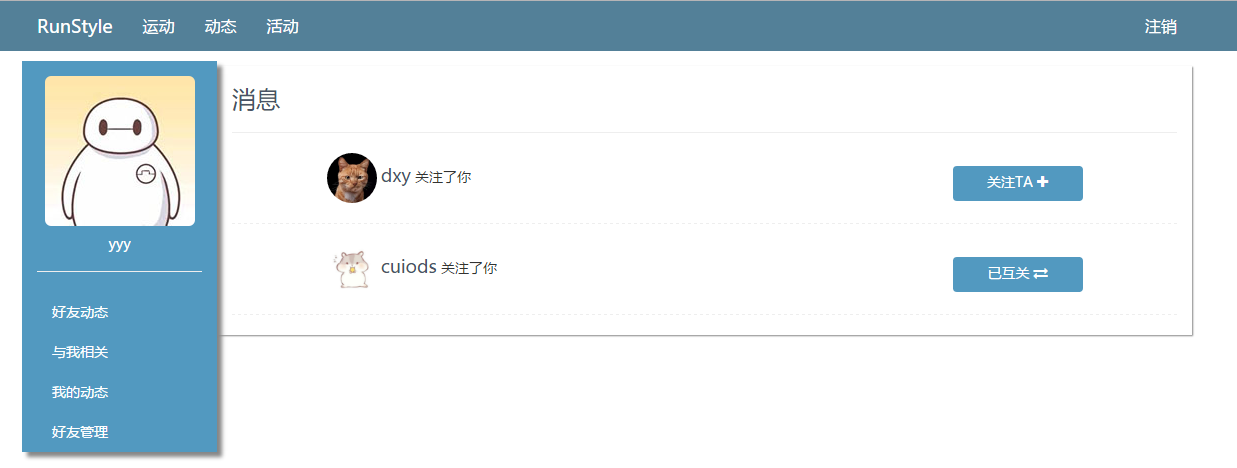 RunStyle 运动 动态 活动 注销
yyy
好友动态
与我相关
我的动态
好友管理
消息
dxy 关注了你 关注TA
cuiods 关注了你 已互关